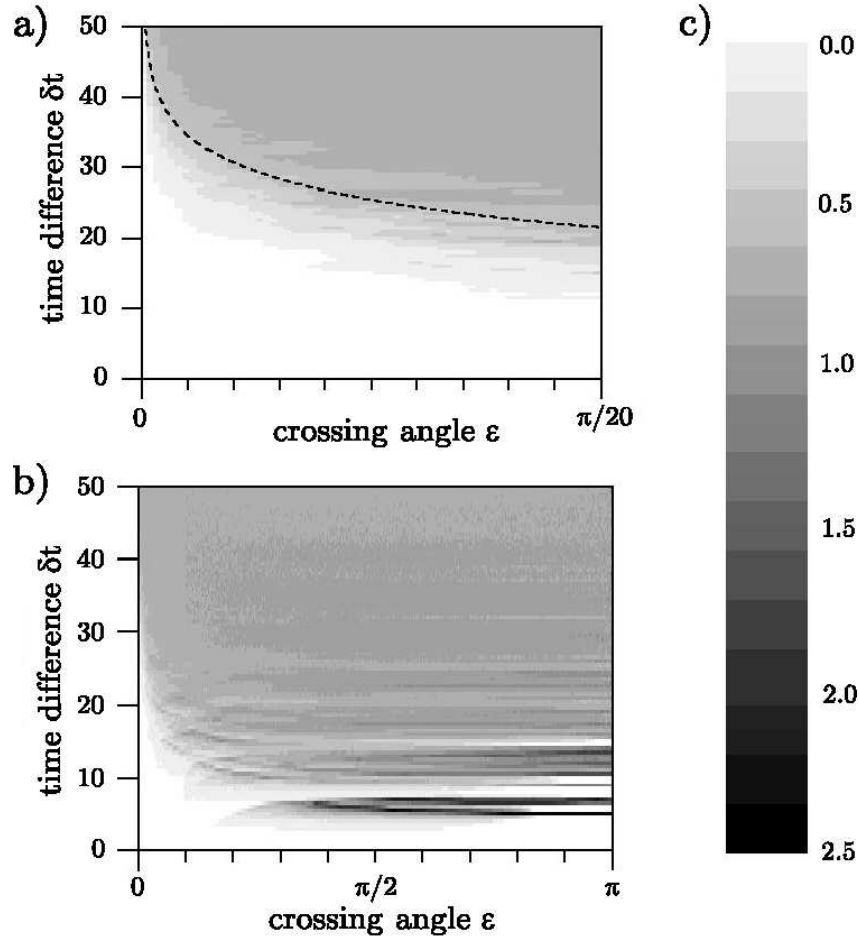 a)
time difference δt
50
40
30
20
10
0
0
π/20
crossing angle ε
b)
time difference δt
50
40
30
20
10
0
0
π/2
π
crossing angle ε
c)
0.0
0.5
1.0
1.5
2.0
2.5